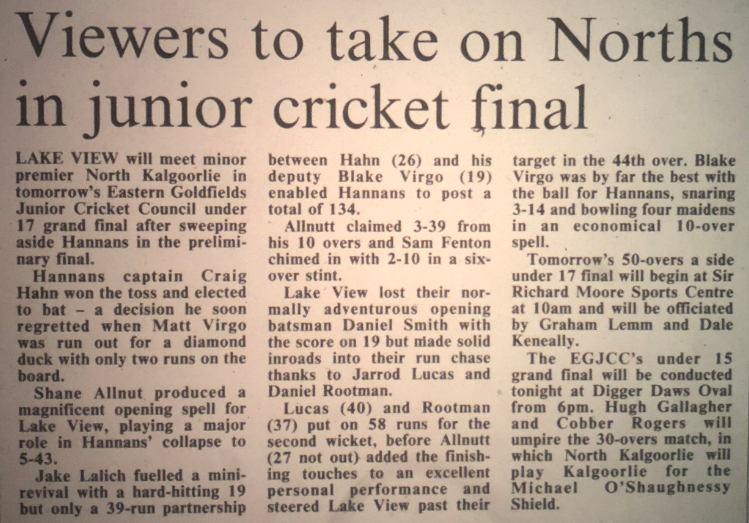 Viewers to take on Norths
in junior cricket final
LAKE VIEW will meet minor
premier North Kalgoorlie in
tomorrow's Eastern Goldfields
Junior Cricket Council under
17 grand final after sweeping
aside Hannans in the prelimi-
nary final.
Hannans captain Craig
Hahn won the toss and elected
to bat – a decision he soon
regretted when Matt Virgo
was run out for a diamond
duck with only two runs on the
board.
Shane Allnut produced a
magnificent opening spell for
Lake View, playing a major
role in Hannans' collapse to
5-43.
Jake Lalich fuelled a mini-
revival with a hard-hitting 19
but only a 39-run partnership
between Hahn (26) and his
deputy Blake Virgo (19)
enabled Hannans to post a
total of 134.
Allnutt claimed 3-39 from
his 10 overs and Sam Fenton
chimed in with 2-10 in a six-
over stint.
Lake View lost their nor-
mally adventurous opening
batsman Daniel Smith with
the score on 19 but made solid
inroads into their run chase
thanks to Jarrod Lucas and
Daniel Rootman.
Lucas (40) and Rootman
(37) put on 58 runs for the
second wicket, before Allnutt
(27 not out) added the finish-
ing touches to an excellent
personal performance and
steered Lake View past their
target in the 44th over. Blake
Virgo was by far the best with
the ball for Hannans, snaring
3-14 and bowling four maidens
in an economical 10-over
spell.
Tomorrow's 50-overs a side
under 17 final will begin at Sir
Richard Moore Sports Centre
at 10am and will be officiated
by Graham Lemm and Dale
Keneally.
The EGJCC's under 15
grand final will be conducted
tonight at Digger Daws Oval
from 6pm. Hugh Gallagher
and Cobber Rogers will
umpire the 30-overs match, in
which North Kalgoorlie will
play Kalgoorlie for the
Michael O'Shaughnessy
Shield.